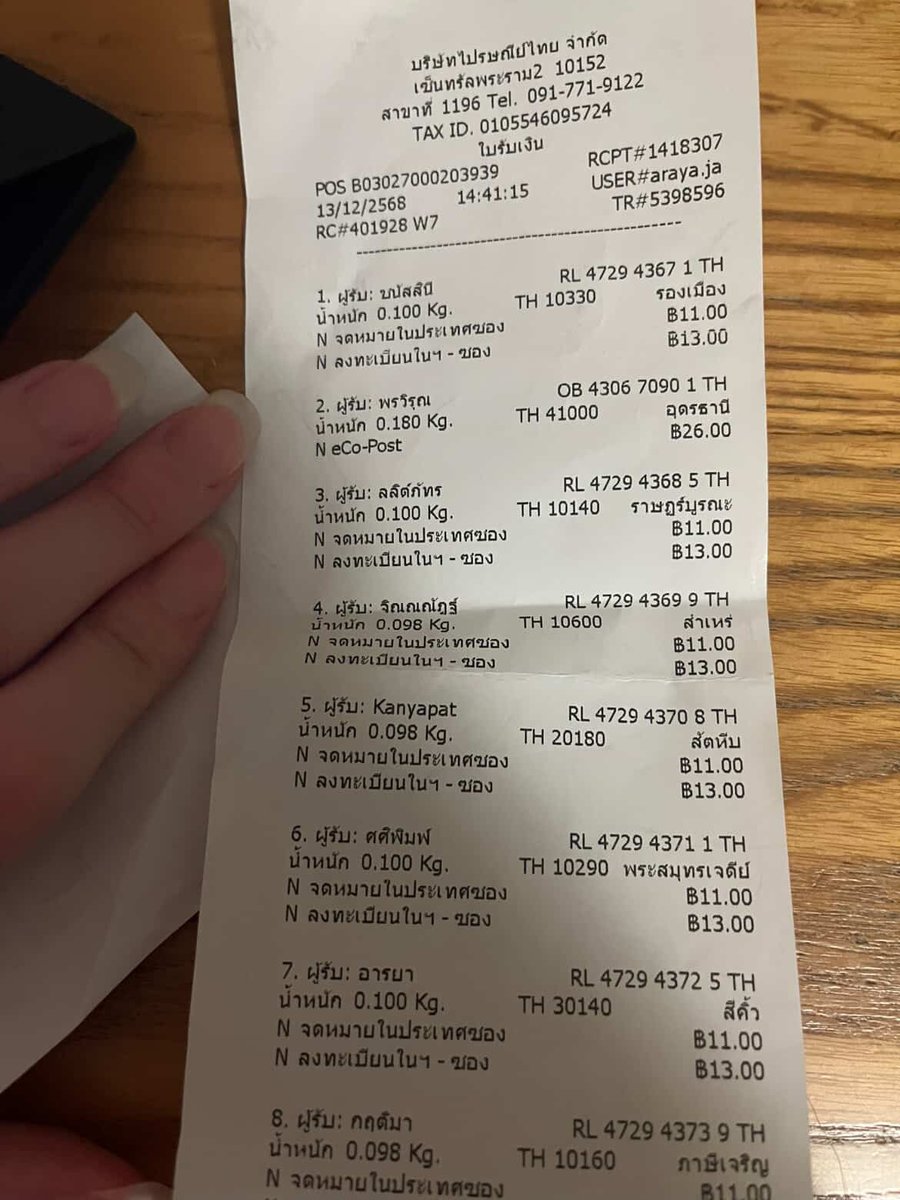 บริษัทไปรษณีย์ไทย จำกัด
เซ็นทรัลพระราม2 10152
สาขาที่ 1196 Tel. 091-771-9122
TAX ID. 0105546095724
ใบรับเงิน
POS B03027000203939 RCPT#1418307
13/12/2568 14:41:15 USER#araya.ja
RC#401928 W7 TR#5398596
1. ผู้รับ: บนัสสินี RL 4729 4367 1 TH
น้ำหนัก 0.100 Kg. TH 10330 รองเมือง
N จดหมายในประเทศซอง ฿11.00
N ลงทะเบียนในฯ - ซอง ฿13.00
2. ผู้รับ: พรวิรุณ OB 4306 7090 1 TH
น้ำหนัก 0.180 Kg. TH 41000 อุดรธานี
N eCo-Post ฿26.00
3. ผู้รับ: ลลิต์ภัทร RL 4729 4368 5 TH
น้ำหนัก 0.100 Kg. TH 10140 ราษฎร์บูรณะ
N จดหมายในประเทศซอง ฿11.00
N ลงทะเบียนในฯ - ซอง ฿13.00
4. ผู้รับ: จิณณณัฏฐ์ RL 4729 4369 9 TH
น้ำหนัก 0.098 Kg. TH 10600 สำเหร่
N จดหมายในประเทศซอง ฿11.00
N ลงทะเบียนในฯ - ซอง ฿13.00
5. ผู้รับ: Kanyapat RL 4729 4370 8 TH
น้ำหนัก 0.098 Kg. TH 20180 สัตหีบ
N จดหมายในประเทศซอง ฿11.00
N ลงทะเบียนในฯ - ซอง ฿13.00
6. ผู้รับ: ศศิพิมพ์ RL 4729 4371 1 TH
น้ำหนัก 0.100 Kg. TH 10290 พระสมุทรเจดีย์
N จดหมายในประเทศซอง ฿11.00
N ลงทะเบียนในฯ - ซอง ฿13.00
7. ผู้รับ: อารยา RL 4729 4372 5 TH
น้ำหนัก 0.100 Kg. TH 30140 สีคิ้ว
N จดหมายในประเทศซอง ฿11.00
N ลงทะเบียนในฯ - ซอง ฿13.00
8. ผู้รับ: กฤติมา RL 4729 4373 9 TH
น้ำหนัก 0.098 Kg. TH 10160 ภาษีเจริญ
N จดหมายในประเทศซอง ฿11.00